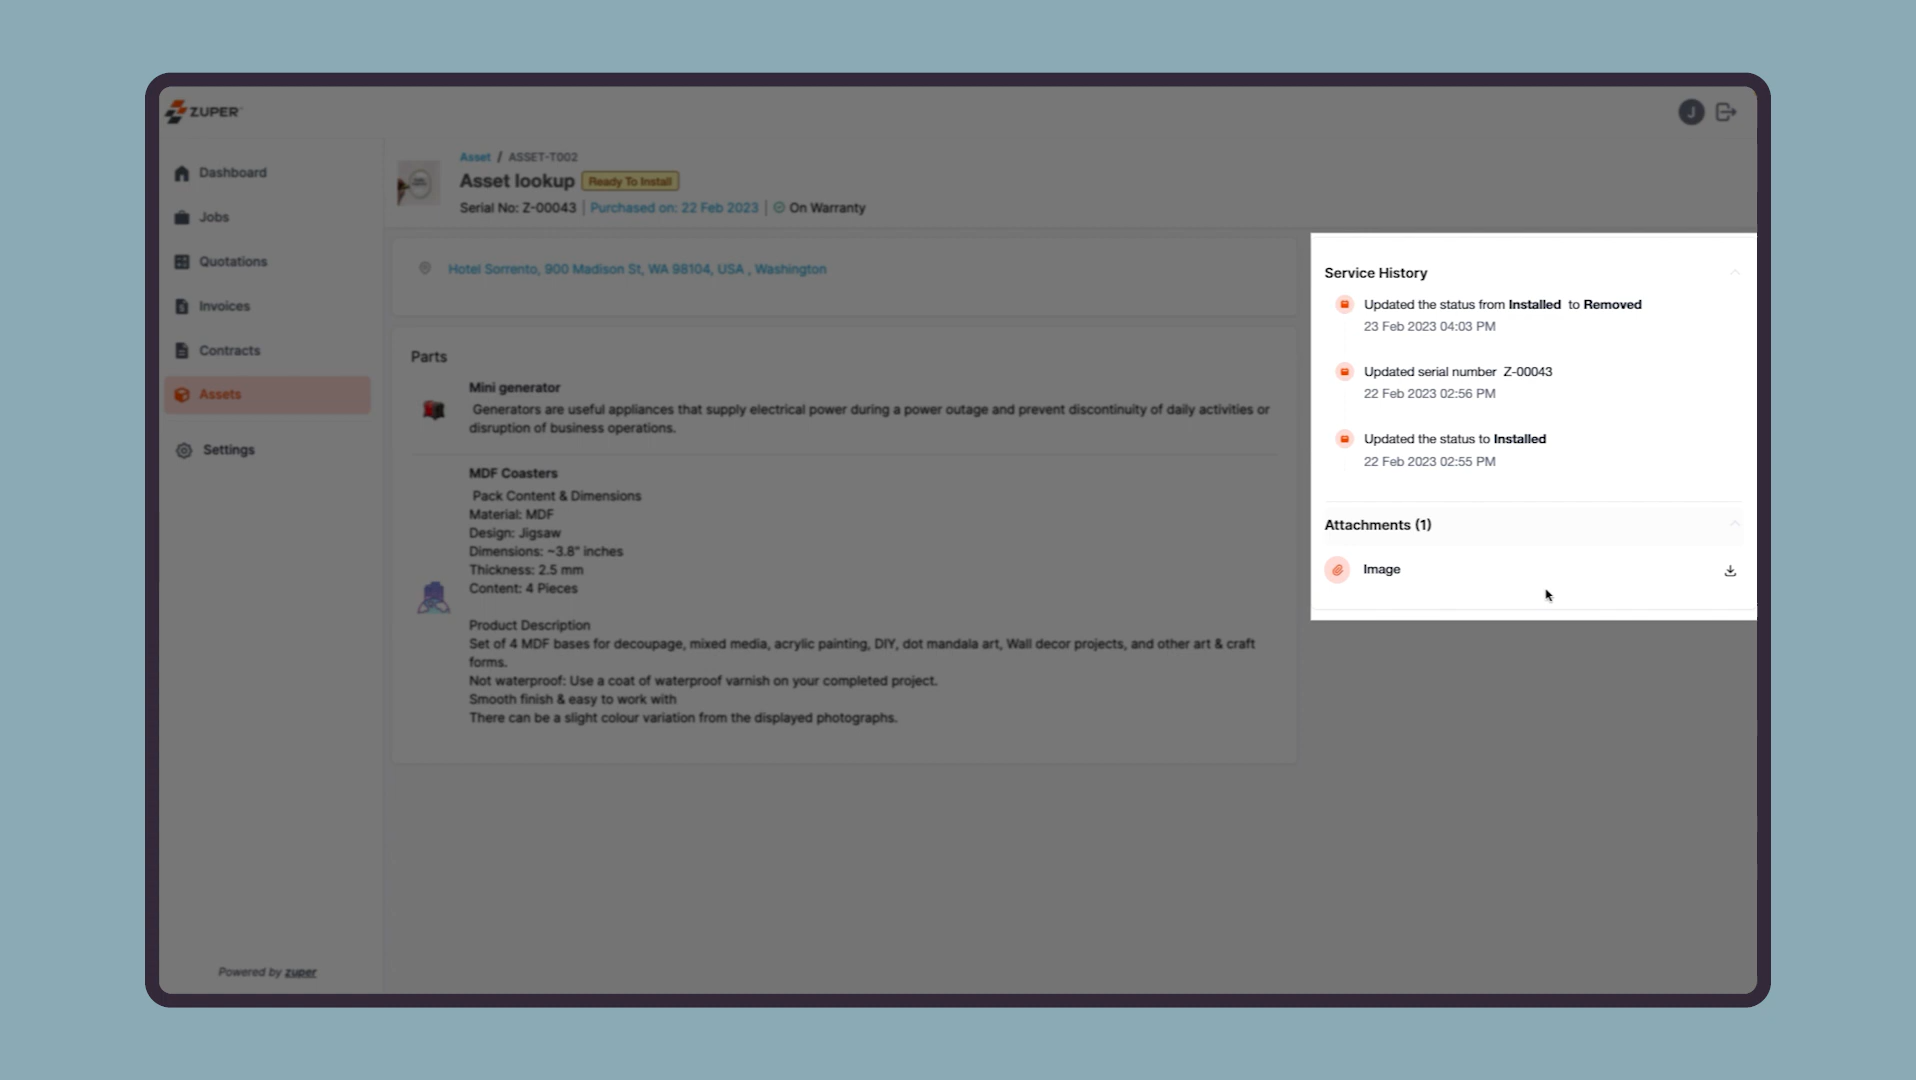 ZUPER
J
Dashboard
Jobs
Quotations
Invoices
Contracts
Assets
Settings
Powered by zuper
Asset / ASSET-T002
Asset lookup Ready To Install
Serial No: Z-00043 | Purchased on: 22 Feb 2023 | On Warranty
Hotel Sorrento, 900 Madison St, WA 98104, USA , Washington
Parts
Mini generator
Generators are useful appliances that supply electrical power during a power outage and prevent discontinuity of daily activities or
disruption of business operations.
MDF Coasters
Pack Content & Dimensions
Material: MDF
Design: Jigsaw
Dimensions: ~3.8" inches
Thickness: 2.5 mm
Content: 4 Pieces
Product Description
Set of 4 MDF bases for decoupage, mixed media, acrylic painting, DIY, dot mandala art, Wall decor projects, and other art & craft
forms.
Not waterproof: Use a coat of waterproof varnish on your completed project.
Smooth finish & easy to work with
There can be a slight colour variation from the displayed photographs.
Service History
Updated the status from Installed to Removed
23 Feb 2023 04:03 PM
Updated serial number Z-00043
22 Feb 2023 02:56 PM
Updated the status to Installed
22 Feb 2023 02:55 PM
Attachments (1)
Image